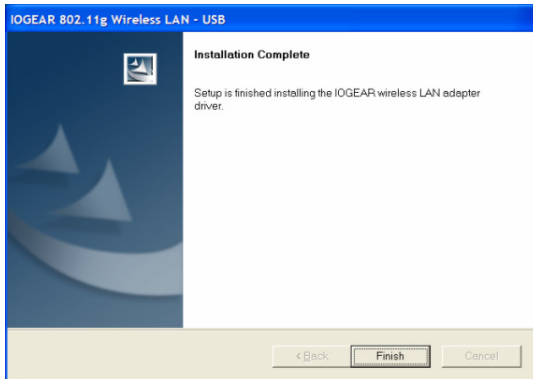 IOGEAR 802.11g Wireless LAN - USB
Installation Complete
Setup is finished installing the IOGEAR wireless LAN adapter
driver.
< Back
Finish
Cancel